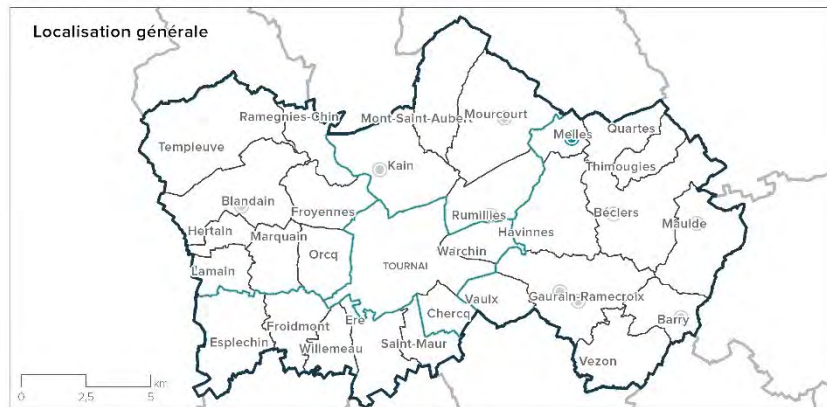 Localisation générale
Ramegnies-Chin
Mont-Saint-Aubert
Mourcourt
Melles
Quartes
Templeuve
Thimougies
Kain
Blandain
Froyennes
Rumillies
Béclers
Maulde
Hertain
Marquain
Havinnes
Orcq
Warchin
Lamain
TOURNAI
Vaulx
Gaurain-Ramecroix
Chercq
Ere
Barry
Froidmont
Esplechin
Willemeau
Saint-Maur
Vezon
km
0 2,5 5